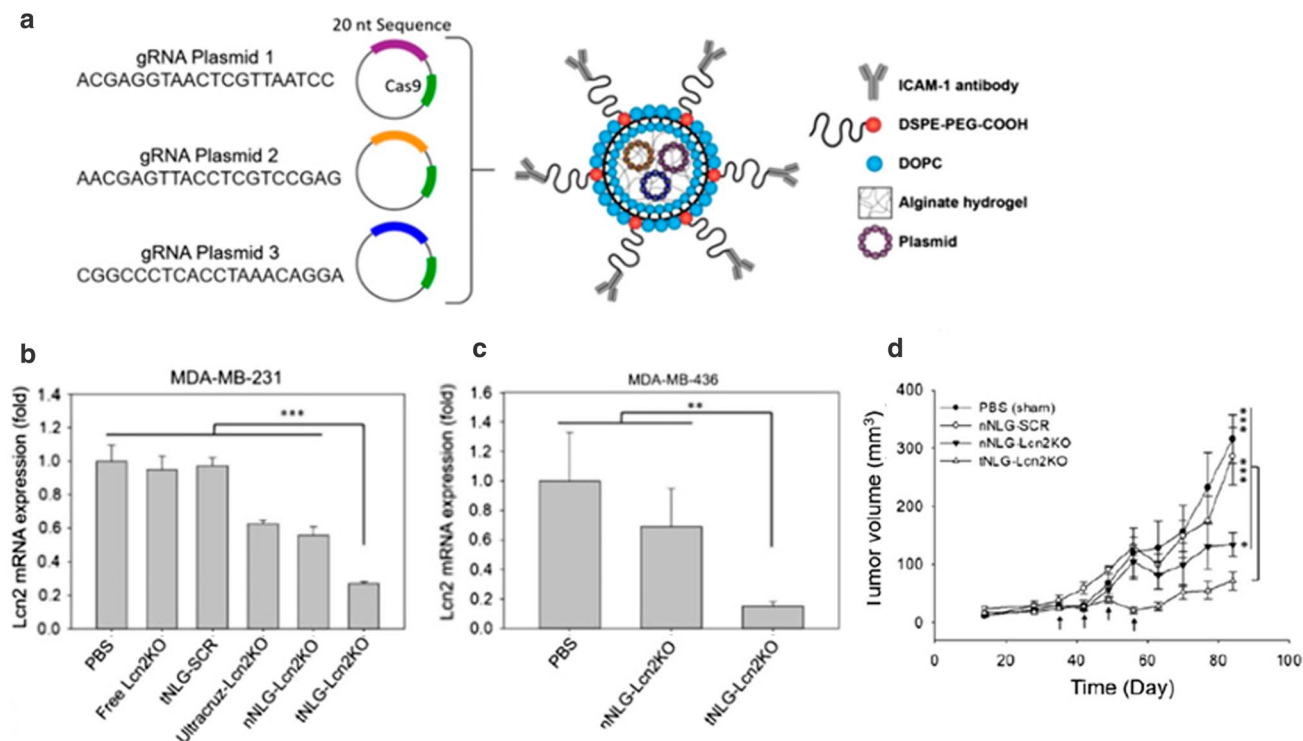 a
20 nt Sequence
gRNA Plasmid 1
ACGAGGTAACTCGTTAATCC
Cas9
gRNA Plasmid 2
AACGAGTTACCTCGTCCGAG
gRNA Plasmid 3
CGGCCCTCACCTAAACAGGA
ICAM-1 antibody
DSPE-PEG-COOH
DOPC
Alginate hydrogel
Plasmid
b
MDA-MB-231
Lcn2 mRNA expression (fold)
1.4
1.2
1.0
0.8
0.6
0.4
0.2
0.0
***
PBS
Free Lcn2KO
tNLG-SCR
Ultracruz-Lcn2KO
nNLG-Lcn2KO
tNLG-Lcn2KO
c
MDA-MB-436
Lcn2 mRNA expression (fold)
1.6
1.4
1.2
1.0
0.8
0.6
0.4
0.2
0.0
**
PBS
nNLG-Lcn2KO
tNLG-Lcn2KO
d
Tumor volume (mm³)
400
300
200
100
0
PBS (sham)
nNLG-SCR
nNLG-Lcn2KO
tNLG-Lcn2KO
***
***
*
0 20 40 60 80 100
Time (Day)